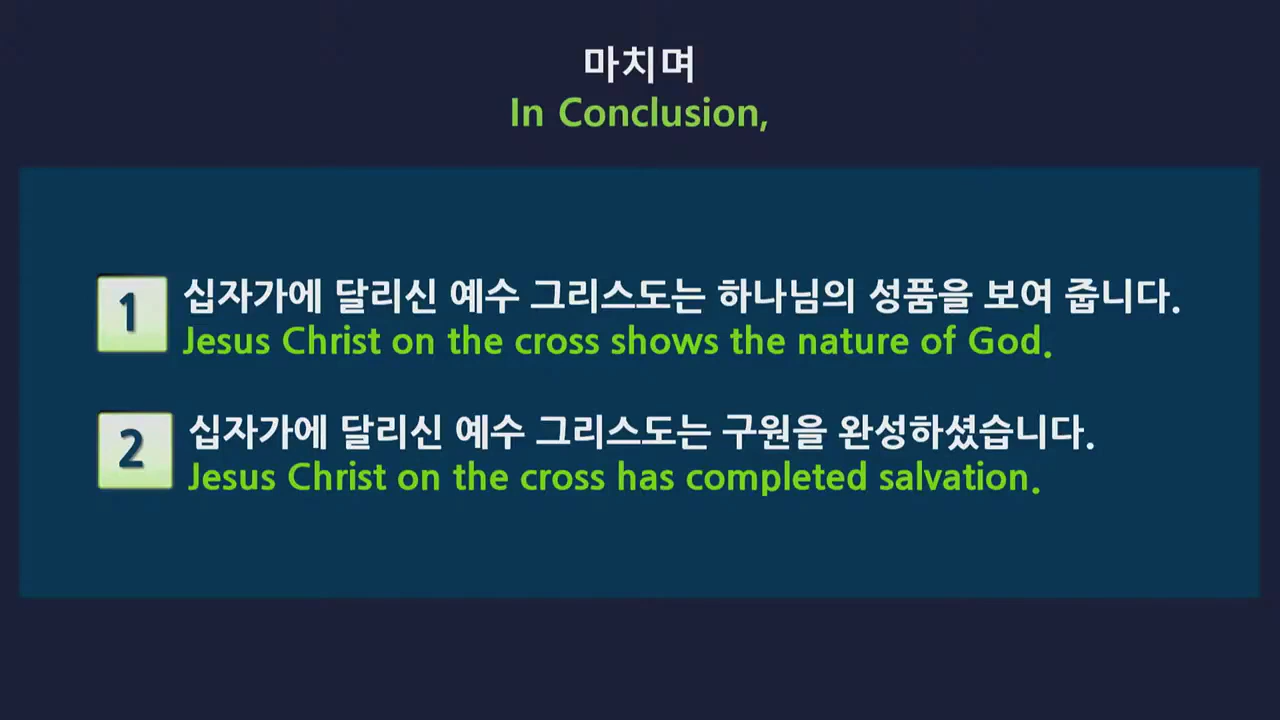 마치며
In Conclusion,
1
십자가에 달리신 예수 그리스도는 하나님의 성품을 보여 줍니다.
Jesus Christ on the cross shows the nature of God.
2
십자가에 달리신 예수 그리스도는 구원을 완성하셨습니다.
Jesus Christ on the cross has completed salvation.